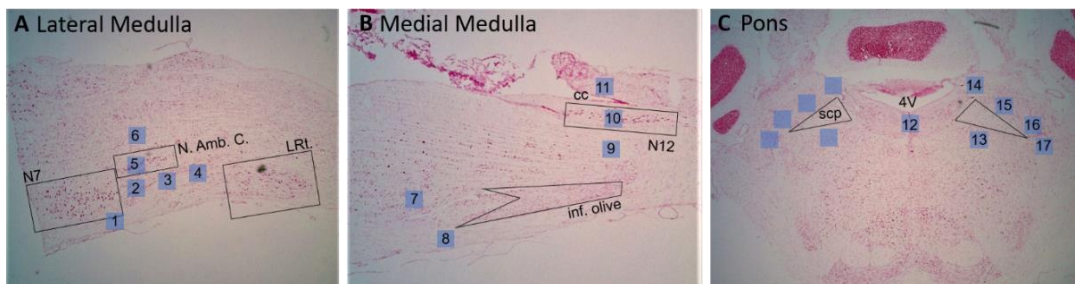 A Lateral Medulla
6
N. Amb. C.
5
N7
LRt.
4
3
2
1
B Medial Medulla
11
cc
10
9
N12
7
inf. olive
8
C Pons
14
4V
15
scp
12
16
13
17